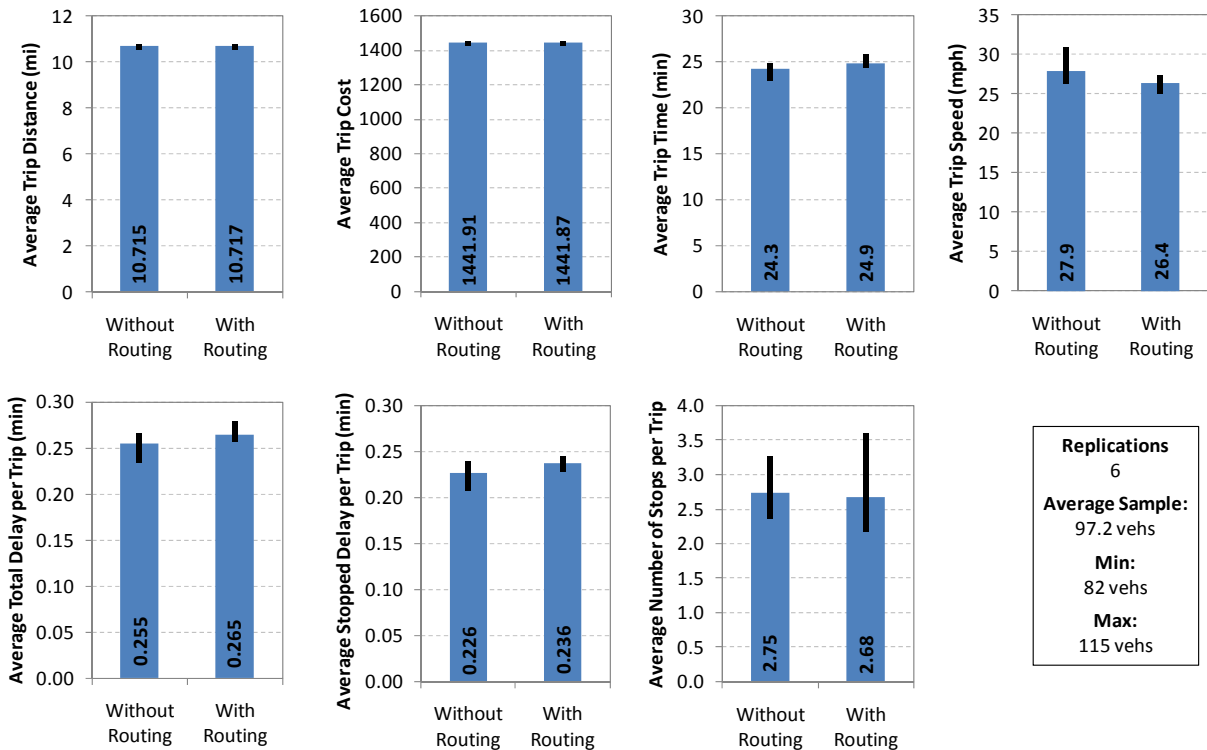 Average Trip Distance (mi)
12
10
8
6
4
2
0
10.715
10.717
Without
Routing
With
Routing
Average Trip Cost
1600
1400
1200
1000
800
600
400
200
0
1441.91
1441.87
Without
Routing
With
Routing
Average Trip Time (min)
30
25
20
15
10
5
0
24.3
24.9
Without
Routing
With
Routing
Average Trip Speed (mph)
35
30
25
20
15
10
5
0
27.9
26.4
Without
Routing
With
Routing
Average Total Delay per Trip (min)
0.30
0.25
0.20
0.15
0.10
0.05
0.00
0.255
0.265
Without
Routing
With
Routing
Average Stopped Delay per Trip (min)
0.30
0.25
0.20
0.15
0.10
0.05
0.00
0.226
0.236
Without
Routing
With
Routing
Average Number of Stops per Trip
4.0
3.5
3.0
2.5
2.0
1.5
1.0
0.5
0.0
2.75
2.68
Without
Routing
With
Routing
Replications
6
Average Sample:
97.2 vehs
Min:
82 vehs
Max:
115 vehs